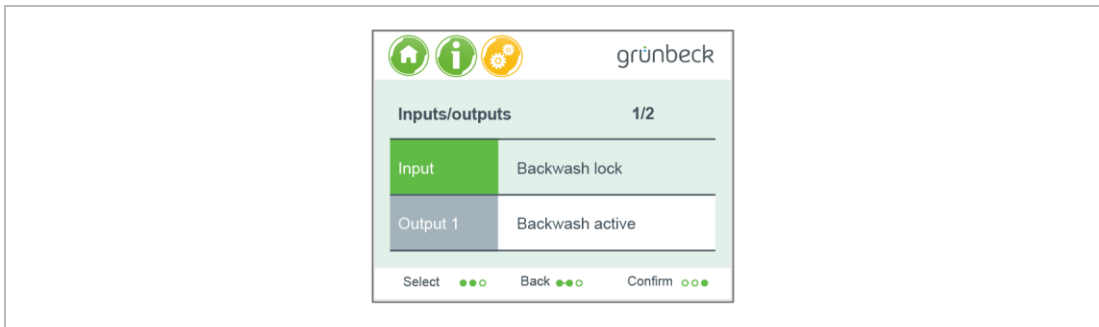 grünbeck
Inputs/outputs 1/2
Input Backwash lock
Output 1 Backwash active
Select Back Confirm